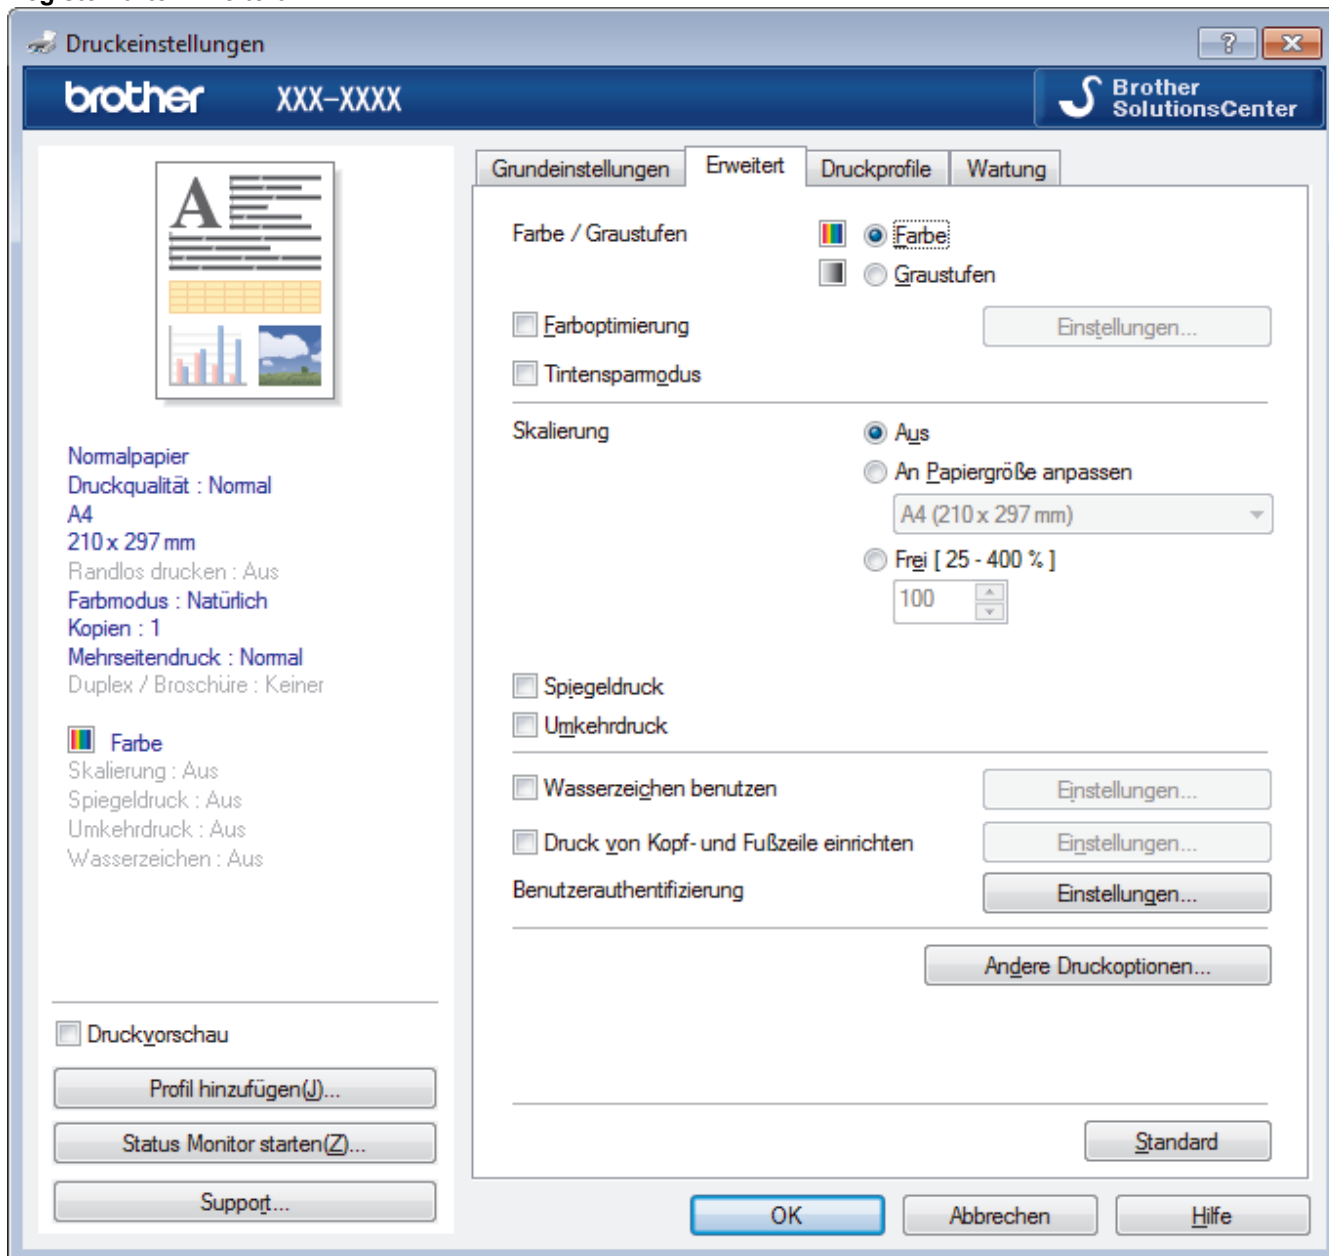 Druckeinstellungen
brother XXX-XXXX
Brother
SolutionsCenter
A
Normalpapier
Druckqualität : Normal
A4
210 x 297 mm
Randlos drucken : Aus
Farbmodus : Natürlich
Kopien : 1
Mehrseitendruck : Normal
Duplex / Broschüre : Keiner
Farbe
Skalierung : Aus
Spiegeldruck : Aus
Umkehrdruck : Aus
Wasserzeichen : Aus
Druckvorschau
Profil hinzufügen(J)...
Status Monitor starten(Z)...
Support...
Grundeinstellungen Erweitert Druckprofile Wartung
Farbe / Graustufen Farbe
Graustufen
Farboptimierung Einstellungen...
Tintensparmodus
Skalierung Aus
An Papiergröße anpassen
A4 (210 x 297 mm)
Frei [ 25 - 400 % ]
100
Spiegeldruck
Umkehrdruck
Wasserzeichen benutzen Einstellungen...
Druck von Kopf- und Fußzeile einrichten Einstellungen...
Benutzerauthentifizierung Einstellungen...
Andere Druckoptionen...
Standard
OK Abbrechen Hilfe